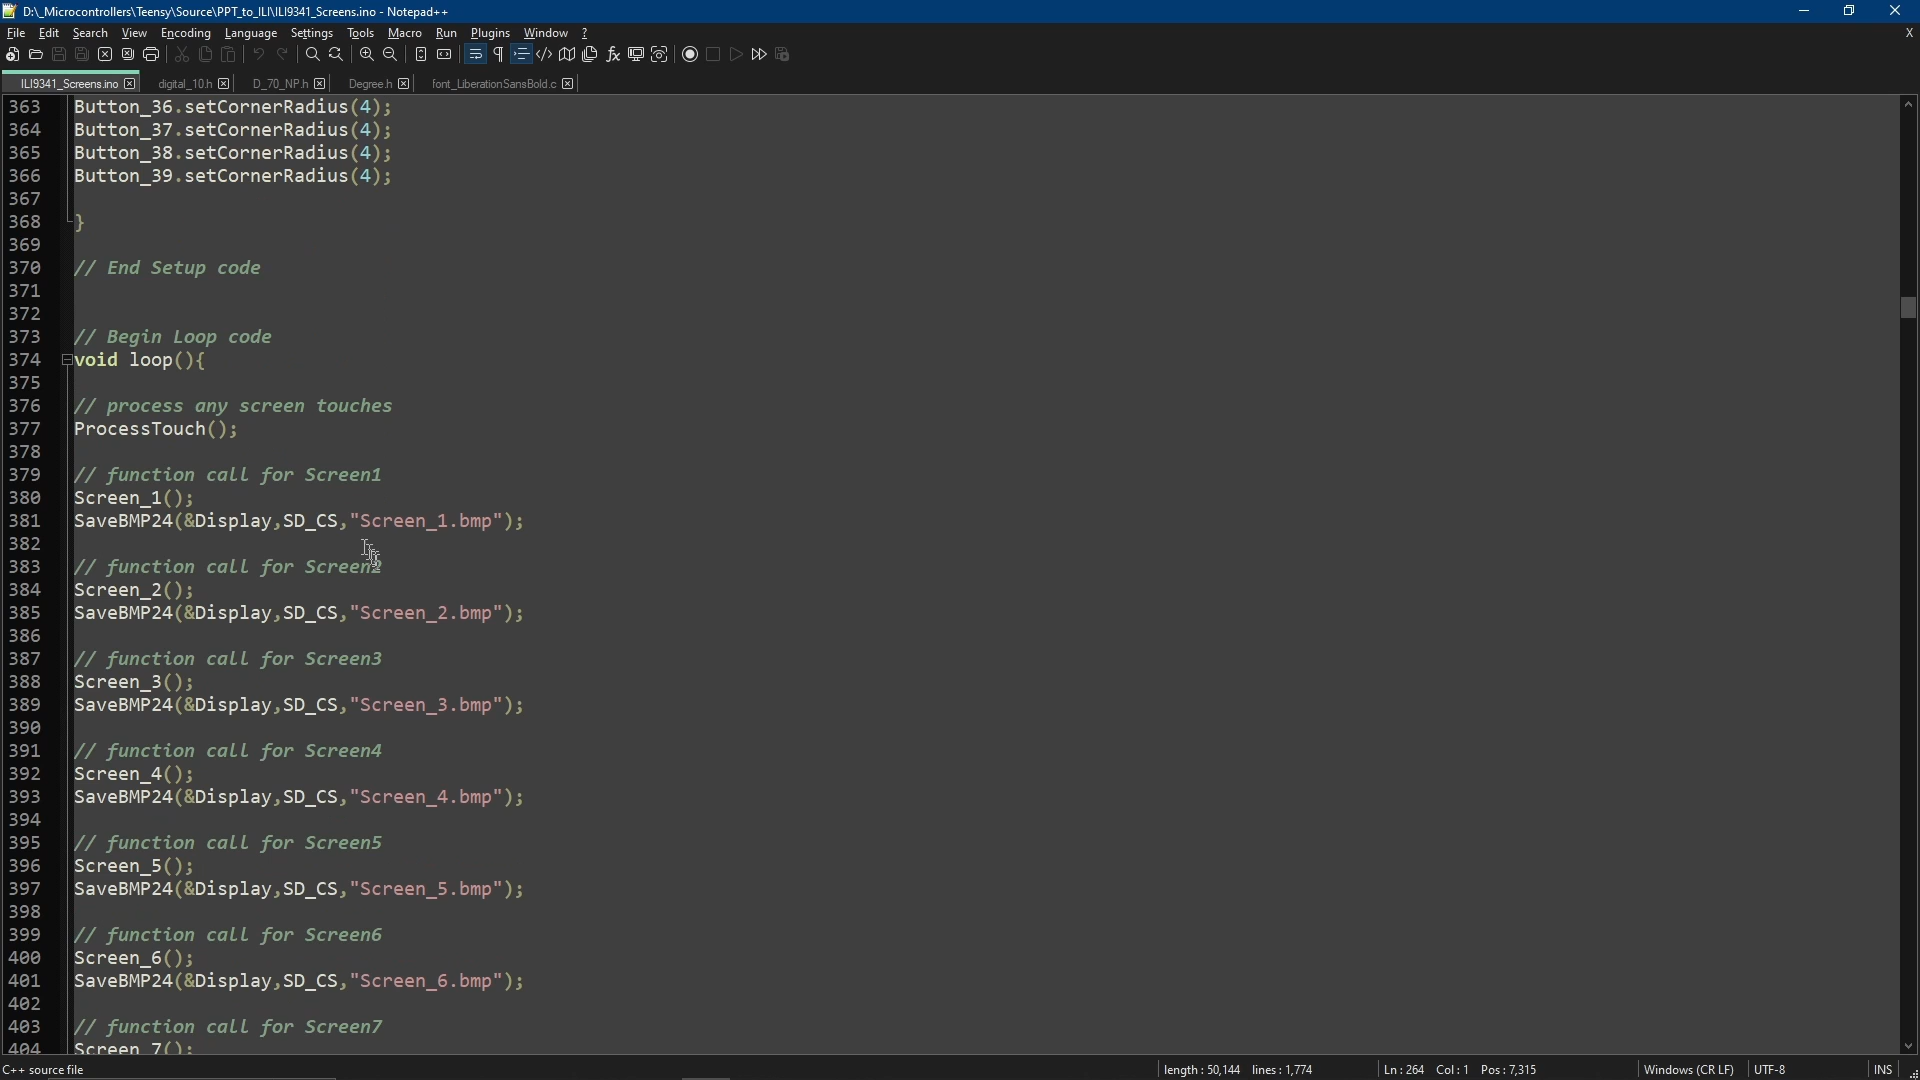 D:\_Microcontrollers\Teensy\Source\PPT_to_ILI\ILI9341_Screens.ino - Notepad++
File Edit Search View Encoding Language Settings Tools Macro Run Plugins Window ? X
ILI9341_Screens.ino digital_10.h D_70_NP.h Degree.h font_LiberationSansBold.c
363 Button_36.setCornerRadius(4);
364 Button_37.setCornerRadius(4);
365 Button_38.setCornerRadius(4);
366 Button_39.setCornerRadius(4);
367
368 }
369
370 // End Setup code
371
372
373 // Begin Loop code
374 void loop(){
375
376 // process any screen touches
377 ProcessTouch();
378
379 // function call for Screen1
380 Screen_1();
381 SaveBMP24(&Display,SD_CS,"Screen_1.bmp");
382
383 // function call for Screen2
384 Screen_2();
385 SaveBMP24(&Display,SD_CS,"Screen_2.bmp");
386
387 // function call for Screen3
388 Screen_3();
389 SaveBMP24(&Display,SD_CS,"Screen_3.bmp");
390
391 // function call for Screen4
392 Screen_4();
393 SaveBMP24(&Display,SD_CS,"Screen_4.bmp");
394
395 // function call for Screen5
396 Screen_5();
397 SaveBMP24(&Display,SD_CS,"Screen_5.bmp");
398
399 // function call for Screen6
400 Screen_6();
401 SaveBMP24(&Display,SD_CS,"Screen_6.bmp");
402
403 // function call for Screen7
404 Screen_7();
C++ source file length : 50,144 lines : 1,774 Ln : 264 Col : 1 Pos : 7,315 Windows (CR LF) UTF-8 INS